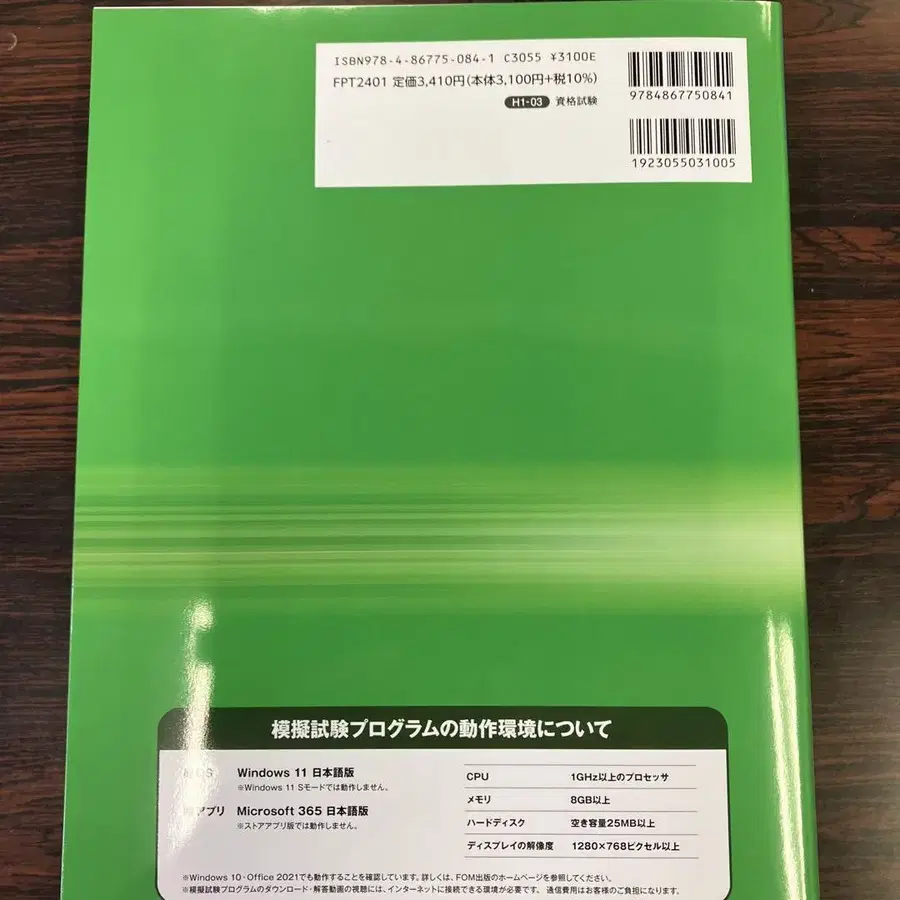 ISBN978-4-86775-084-1 C3055 ¥3100E
FPT2401 定価3,410円(本体3,100円+税10%)
H1-03 資格試験
9784867750841
1923055031005
模擬試験プログラムの動作環境について
OS Windows 11 日本語版
※Windows 11 Sモードでは動作しません。
アプリ Microsoft 365 日本語版
※ストアアプリ版では動作しません。
CPU 1GHz以上のプロセッサ
メモリ 8GB以上
ハードディスク 空き容量25MB以上
ディスプレイの解像度 1280×768ピクセル以上
※Windows 10・Office 2021でも動作することを確認しています。詳しくは、FOM出版のホームページを参照してください。
※模擬試験プログラムのダウンロード・解答動画の視聴には、インターネットに接続できる環境が必要です。 通信費用はお客様のご負担になります。